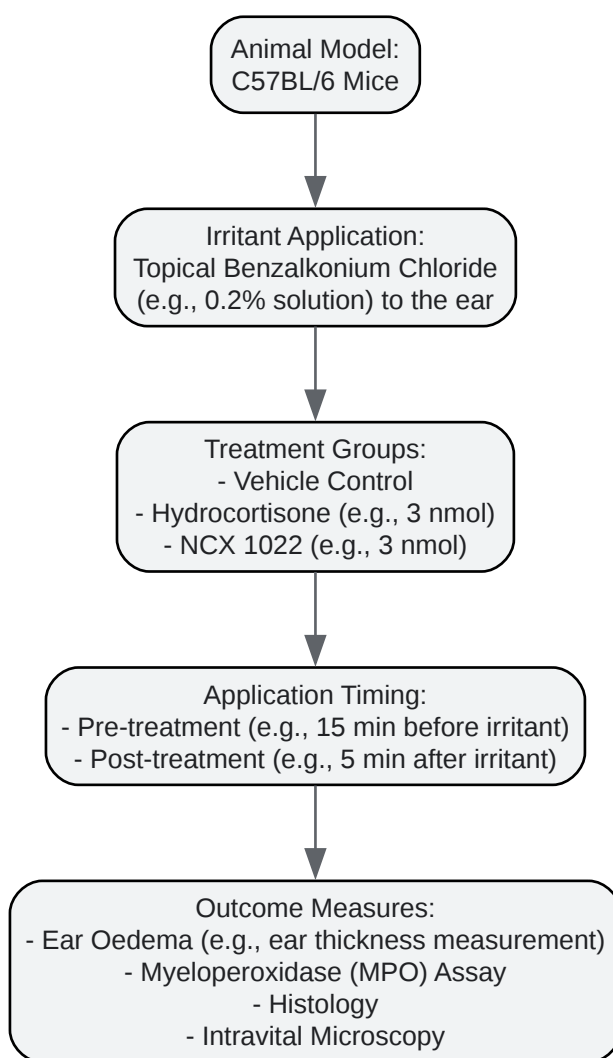 Animal Model:
C57BL/6 Mice
Irritant Application:
Topical Benzalkonium Chloride
(e.g., 0.2% solution) to the ear
Treatment Groups:
- Vehicle Control
- Hydrocortisone (e.g., 3 nmol)
- NCX 1022 (e.g., 3 nmol)
Application Timing:
- Pre-treatment (e.g., 15 min before irritant)
- Post-treatment (e.g., 5 min after irritant)
Outcome Measures:
- Ear Oedema (e.g., ear thickness measurement)
- Myeloperoxidase (MPO) Assay
- Histology
- Intravital Microscopy